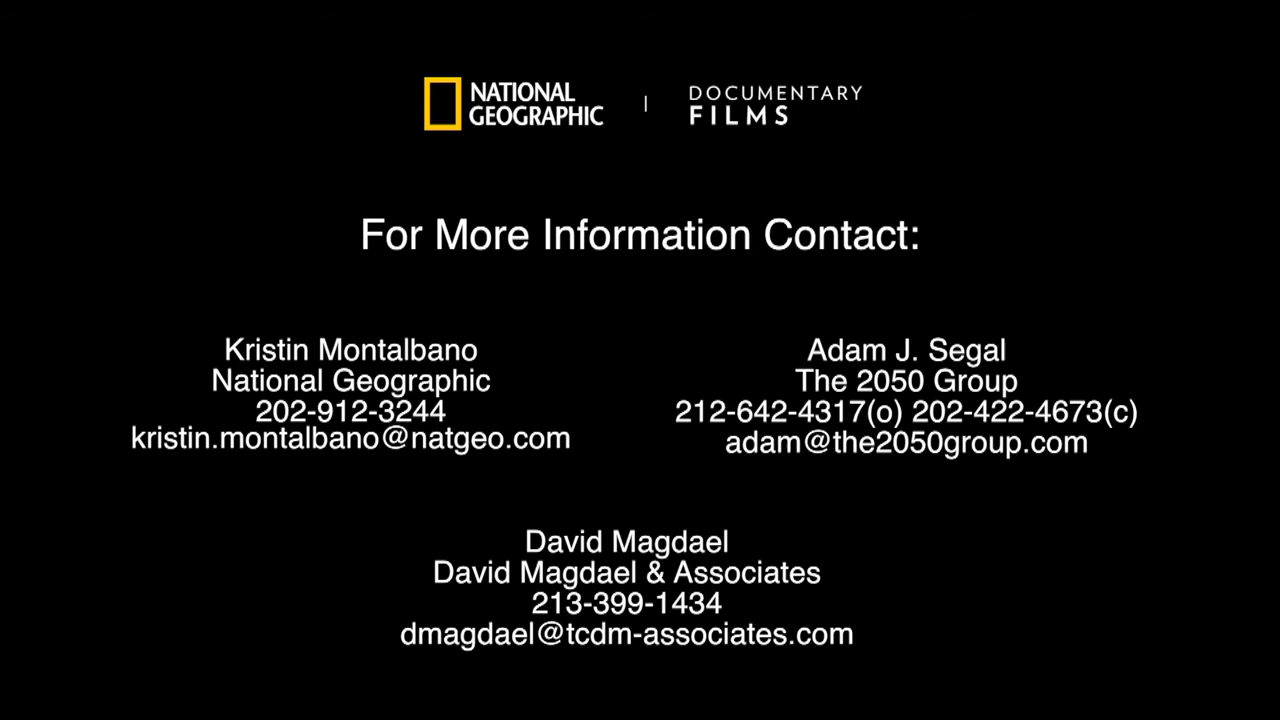 NATIONAL GEOGRAPHIC | DOCUMENTARY FILMS
For More Information Contact:
Kristin Montalbano
National Geographic
202-912-3244
kristin.montalbano@natgeo.com
Adam J. Segal
The 2050 Group
212-642-4317(o) 202-422-4673(c)
adam@the2050group.com
David Magdael
David Magdael & Associates
213-399-1434
dmagdael@tcdm-associates.com